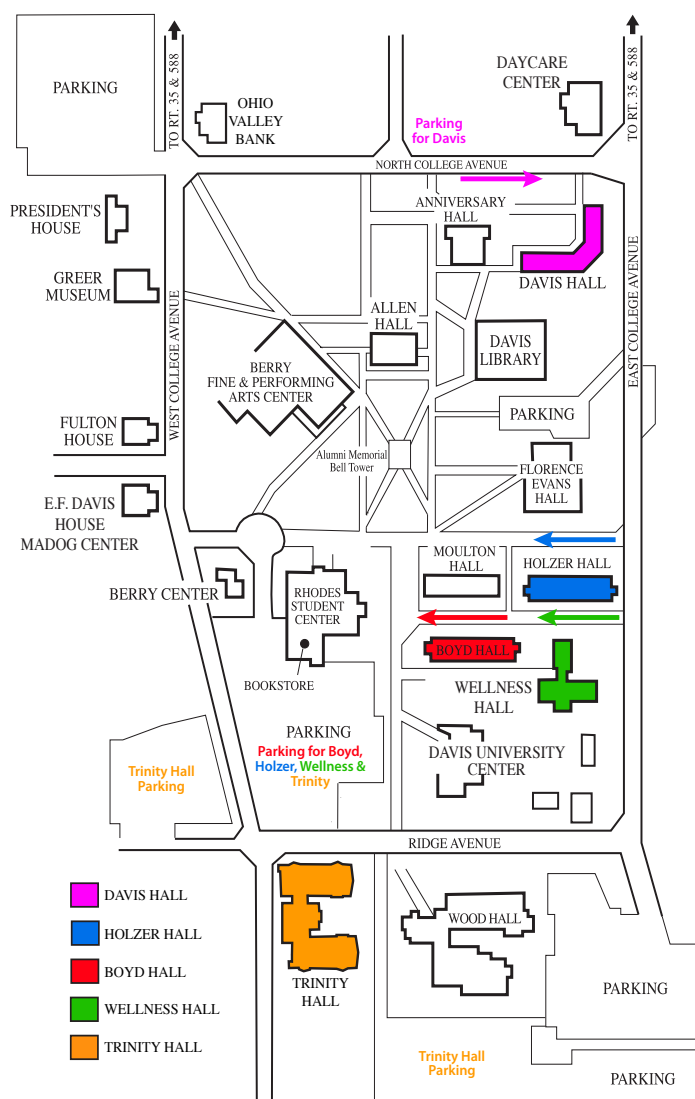 TO RT. 35 & 588
TO RT. 35 & 588
PARKING
OHIO
VALLEY
BANK
DAYCARE
CENTER
Parking
for Davis
NORTH COLLEGE AVENUE
PRESIDENT'S
HOUSE
ANNIVERSARY
HALL
GREER
MUSEUM
DAVIS HALL
WEST COLLEGE AVENUE
EAST COLLEGE AVENUE
ALLEN
HALL
DAVIS
LIBRARY
BERRY
FINE & PERFORMING
ARTS CENTER
PARKING
FULTON
HOUSE
Alumni Memorial
Bell Tower
FLORENCE
EVANS
HALL
E.F. DAVIS
HOUSE
MADOG CENTER
MOULTON
HALL
HOLZER HALL
BERRY CENTER
RHODES
STUDENT
CENTER
BOYD HALL
BOOKSTORE
WELLNESS
HALL
PARKING
Parking for Boyd,
Holzer, Wellness &
Trinity
DAVIS UNIVERSITY
CENTER
Trinity Hall
Parking
RIDGE AVENUE
DAVIS HALL
HOLZER HALL
BOYD HALL
WELLNESS HALL
TRINITY HALL
TRINITY
HALL
WOOD HALL
PARKING
Trinity Hall
Parking
PARKING